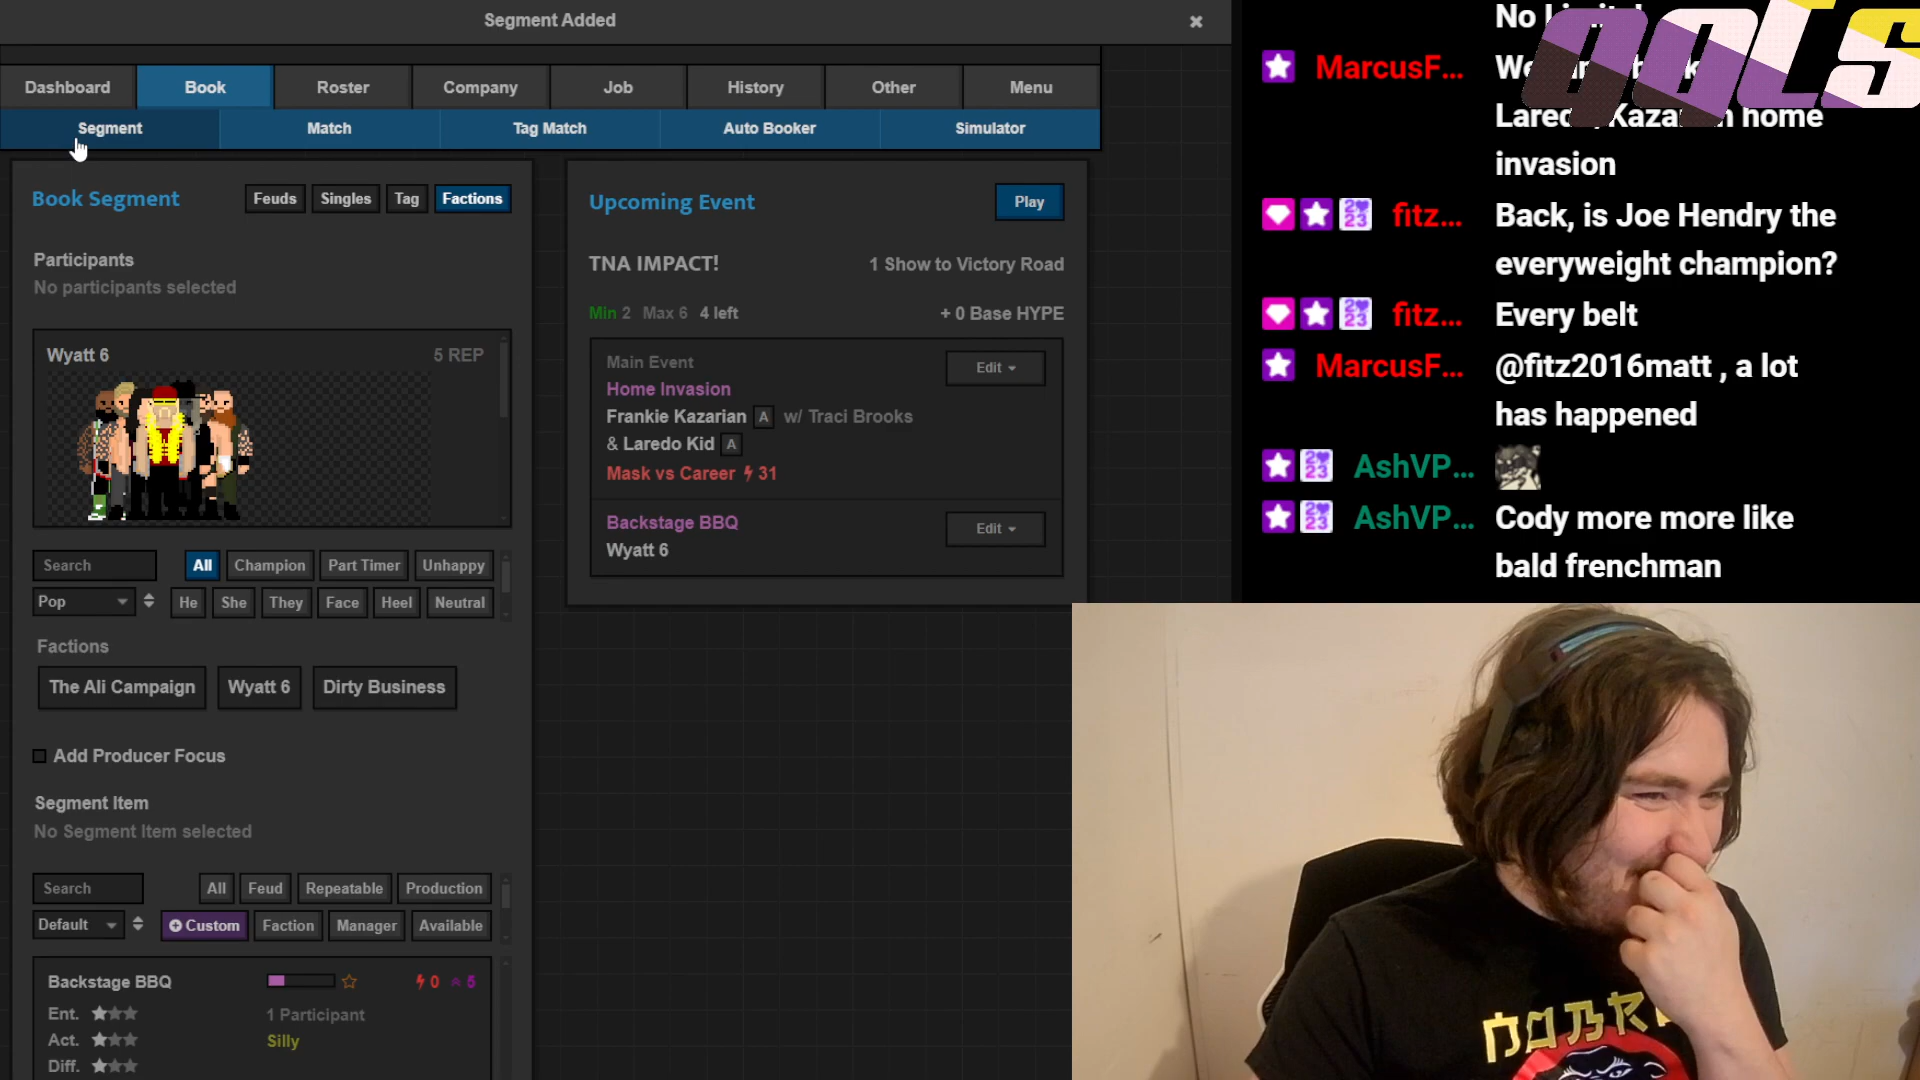 Segment Added
Dashboard
Book
Roster
Company
Job
History
Other
Menu
Segment
Match
Tag Match
Auto Booker
Simulator
Book Segment
Feuds
Singles
Tag
Factions
Participants
No participants selected
Wyatt 6
5 REP
Search
All
Champion
Part Timer
Unhappy
Pop
He
She
They
Face
Heel
Neutral
Factions
The Ali Campaign
Wyatt 6
Dirty Business
Add Producer Focus
Segment Item
No Segment Item selected
Search
All
Feud
Repeatable
Production
Default
Custom
Faction
Manager
Available
Backstage BBQ
0
5
Ent.
1 Participant
Act.
Silly
Diff.
Upcoming Event
Play
TNA IMPACT!
1 Show to Victory Road
Min 2 Max 6 4 left
+ 0 Base HYPE
Main Event
Edit
Home Invasion
Frankie Kazarian A w/ Traci Brooks
& Laredo Kid A
Mask vs Career 31
Backstage BBQ
Edit
Wyatt 6
No
OOLS
MarcusF...
home
invasion
fitz... Back, is Joe Hendry the
everyweight champion?
fitz... Every belt
MarcusF... @fitz2016matt , a lot
has happened
AshVP...
AshVP... Cody more more like
bald frenchman